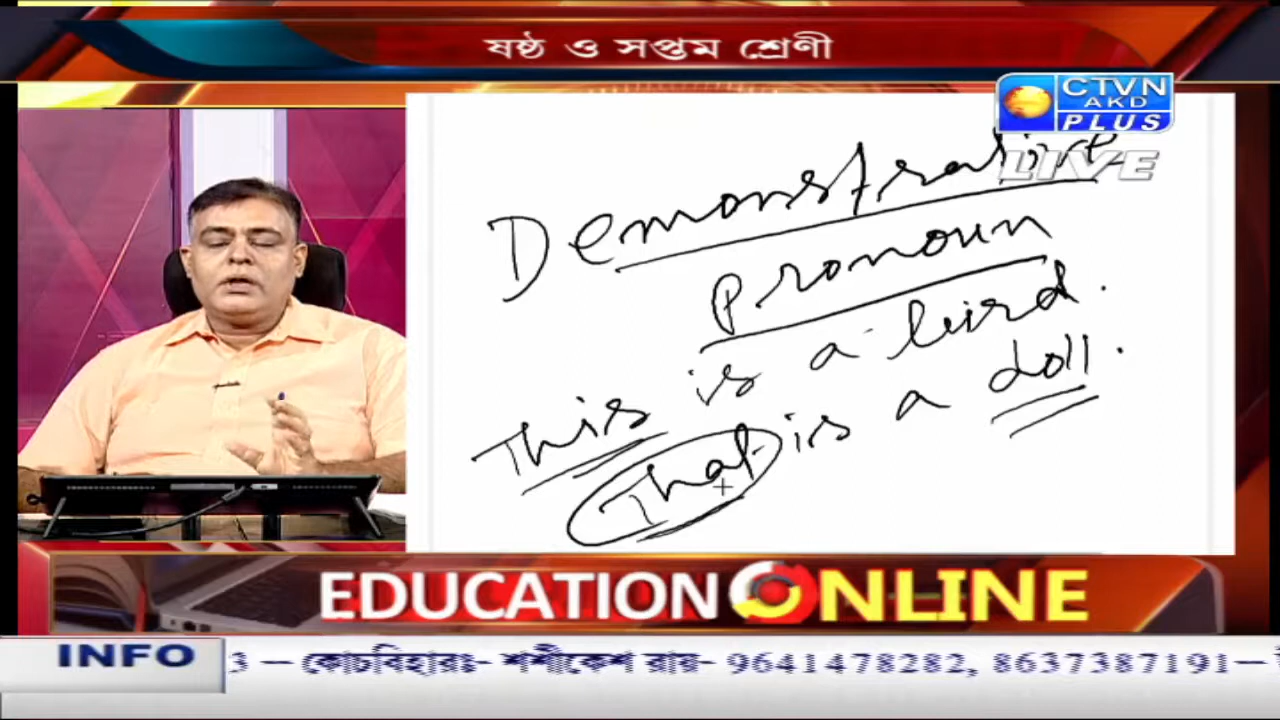 ষষ্ঠ ও সপ্তম শ্রেণী
CTVN
AKD
PLUS
LIVE
Demonstrative
pronoun
This is a bird.
That is a doll.
EDUCATION ONLINE
INFO
3 – কোচবিহারঃ- শশীকেশ রায়- 9641478282, 8637387191–